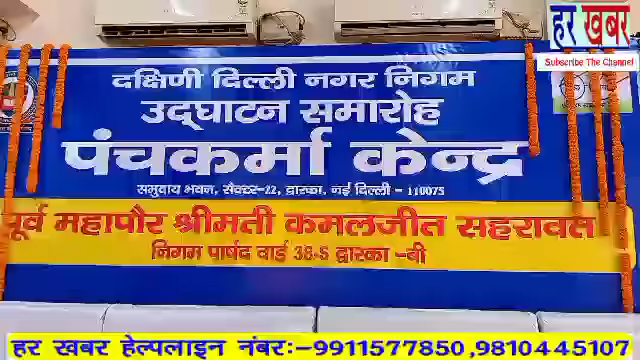 हर खबर
Subscribe The Channel
दक्षिणी दिल्ली नगर निगम
उद्घाटन समारोह
पंचकर्मा केन्द्र
समुदाय भवन, सैक्टर-22, द्वारका, नई दिल्ली - 110075
पूर्व महापौर श्रीमती कमलजीत सहरावत
निगम पार्षद वार्ड 38-S द्वारका -बी
हर खबर हेल्पलाइन नंबर:-9911577850,9810445107